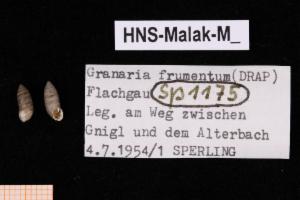 HNS-Malak-M_
Granaria frumentum(DRAP)
Flachgau Sp1175
Leg. am Weg zwischen
Gnigl und dem Alterbach
4.7.1954/1 SPERLING